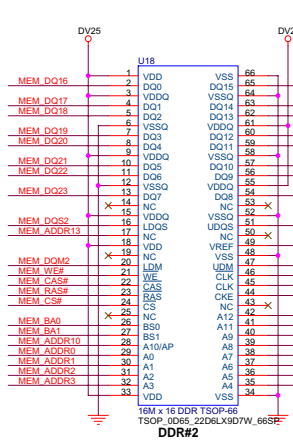 DV25
DV2
U18
1 VDD VSS 66
MEM_DQ16 2 DQ0 DQ15 65
3 VDDQ VSSQ 64
MEM_DQ17 4 DQ1 DQ14 63
MEM_DQ18 5 DQ2 DQ13 62
6 VSSQ VDDQ 61
MEM_DQ19 7 DQ3 DQ12 60
MEM_DQ20 8 DQ4 DQ11 59
9 VDDQ VSSQ 58
MEM_DQ21 10 DQ5 DQ10 57
MEM_DQ22 11 DQ6 DQ9 56
12 VSSQ VDDQ 55
MEM_DQ23 13 DQ7 DQ8 54
14 NC NC 53
15 VDDQ VSSQ 52
MEM_DQS2 16 LDQS UDQS 51
MEM_ADDR13 17 NC NC 50
18 VDD VREF 49
19 NC VSS 48
MEM_DQM2 20 LDM UDM 47
MEM_WE# 21 WE CLK 46
MEM_CAS# 22 CAS CLK 45
MEM_RAS# 23 RAS CKE 44
MEM_CS# 24 CS NC 43
25 NC A12 42
MEM_BA0 26 BS0 A11 41
MEM_BA1 27 BS1 A9 40
MEM_ADDR10 28 A10/AP A8 39
MEM_ADDR0 29 A0 A7 38
MEM_ADDR1 30 A1 A6 37
MEM_ADDR2 31 A2 A5 36
MEM_ADDR3 32 A3 A4 35
33 VDD VSS 34
16M x 16 DDR TSOP-66
TSOP_0D65_22D6LX9D7W_66SP
DDR#2